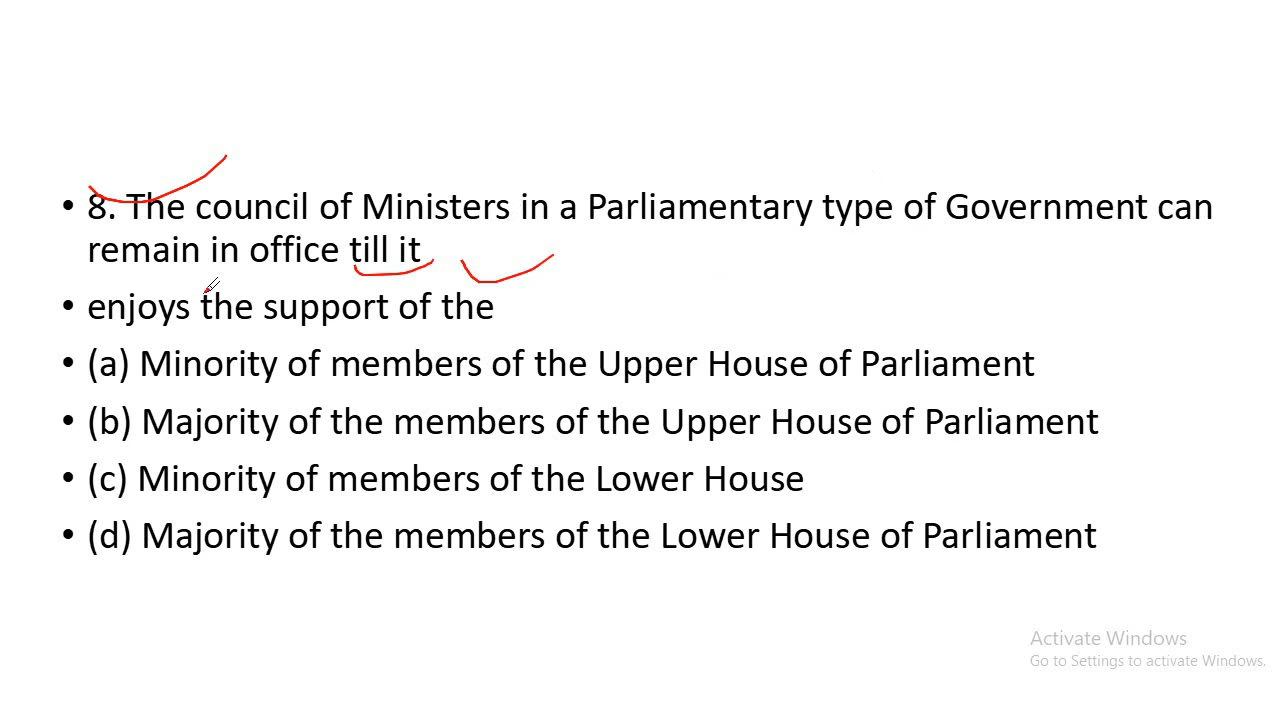 • 8. The council of Ministers in a Parliamentary type of Government can
remain in office till it
• enjoys the support of the
• (a) Minority of members of the Upper House of Parliament
• (b) Majority of the members of the Upper House of Parliament
• (c) Minority of members of the Lower House
• (d) Majority of the members of the Lower House of Parliament
Activate Windows
Go to Settings to activate Windows.